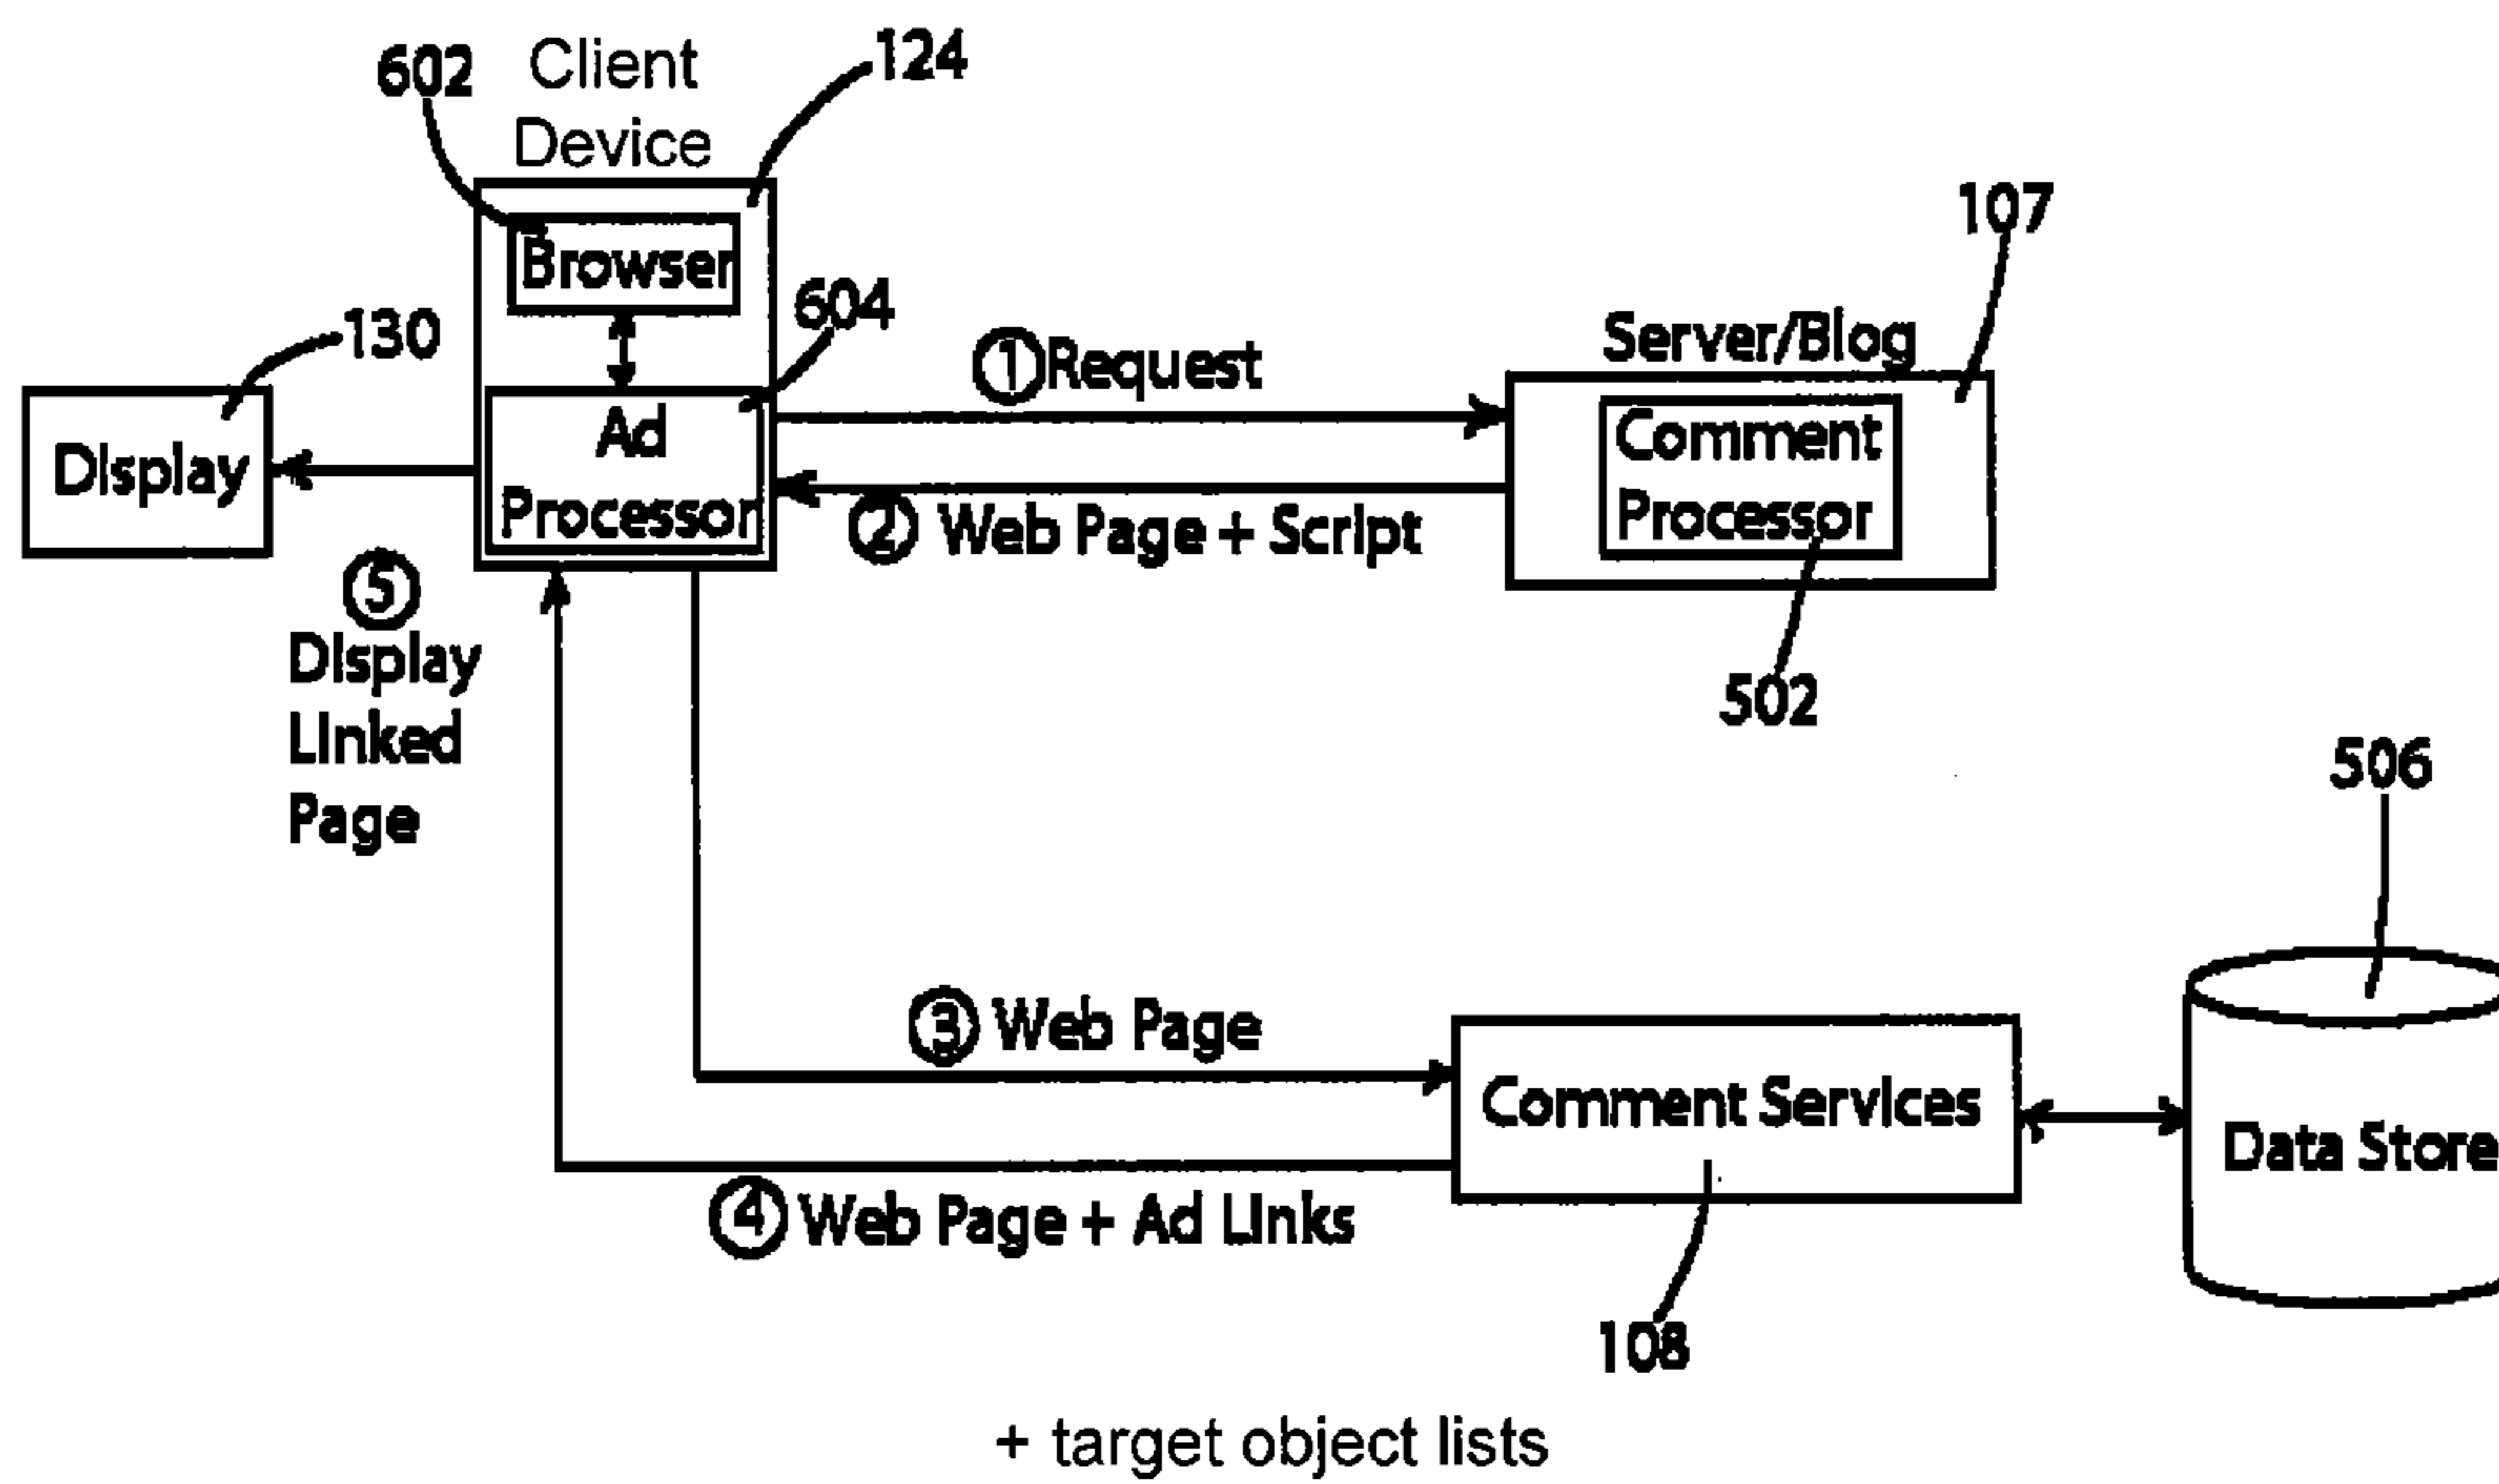 602
Client
Device
124
Browser
107
130
604
① Request
Server/Blog
Display
Ad
Processor
Comment
Processor
② Web Page + Script
⑤
Display
Linked
Page
502
506
③ Web Page
Comment Services
Data Store
④ Web Page + Ad Links
108
+ target object lists